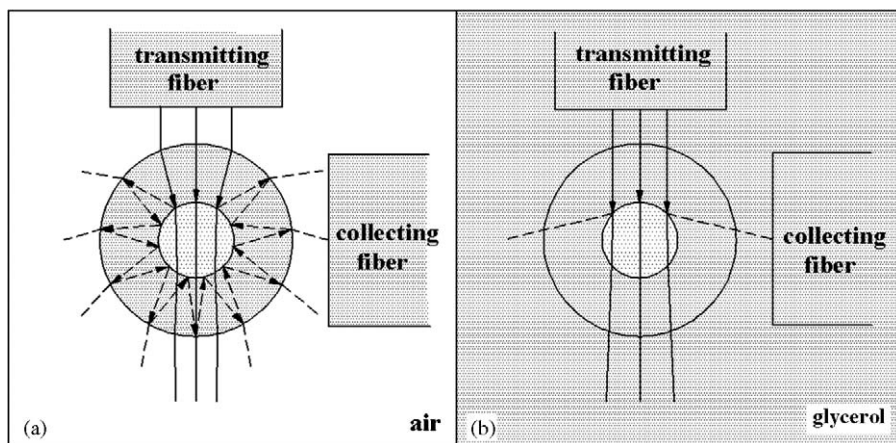 transmitting
fiber
collecting
fiber
(a)
air
transmitting
fiber
collecting
fiber
(b)
glycerol